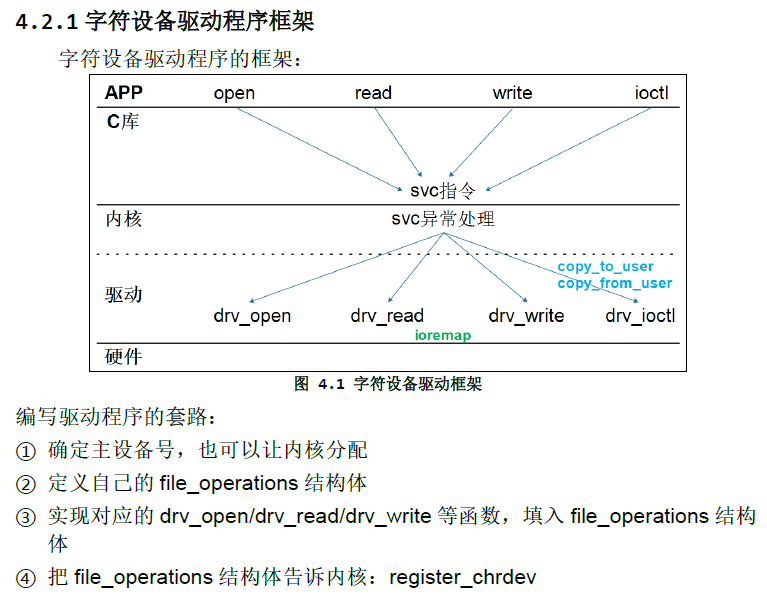 4.2.1 字符设备驱动程序框架
字符设备驱动程序的框架：
APP open read write ioctl
C库
svc指令
内核 svc异常处理
copy_to_user
copy_from_user
驱动
drv_open drv_read drv_write drv_ioctl
ioremap
硬件
图 4.1 字符设备驱动框架
编写驱动程序的套路：
① 确定主设备号，也可以让内核分配
② 定义自己的 file_operations 结构体
③ 实现对应的 drv_open/drv_read/drv_write 等函数，填入 file_operations 结构
体
④ 把 file_operations 结构体告诉内核：register_chrdev